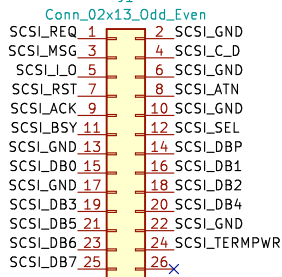 Conn_02x13_Odd_Even
SCSI_REQ 1 2 SCSI_GND
SCSI_MSG 3 4 SCSI_C_D
SCSI_I_O 5 6 SCSI_GND
SCSI_RST 7 8 SCSI_ATN
SCSI_ACK 9 10 SCSI_GND
SCSI_BSY 11 12 SCSI_SEL
SCSI_GND 13 14 SCSI_DBP
SCSI_DB0 15 16 SCSI_DB1
SCSI_GND 17 18 SCSI_DB2
SCSI_DB3 19 20 SCSI_DB4
SCSI_DB5 21 22 SCSI_GND
SCSI_DB6 23 24 SCSI_TERMPWR
SCSI_DB7 25 26